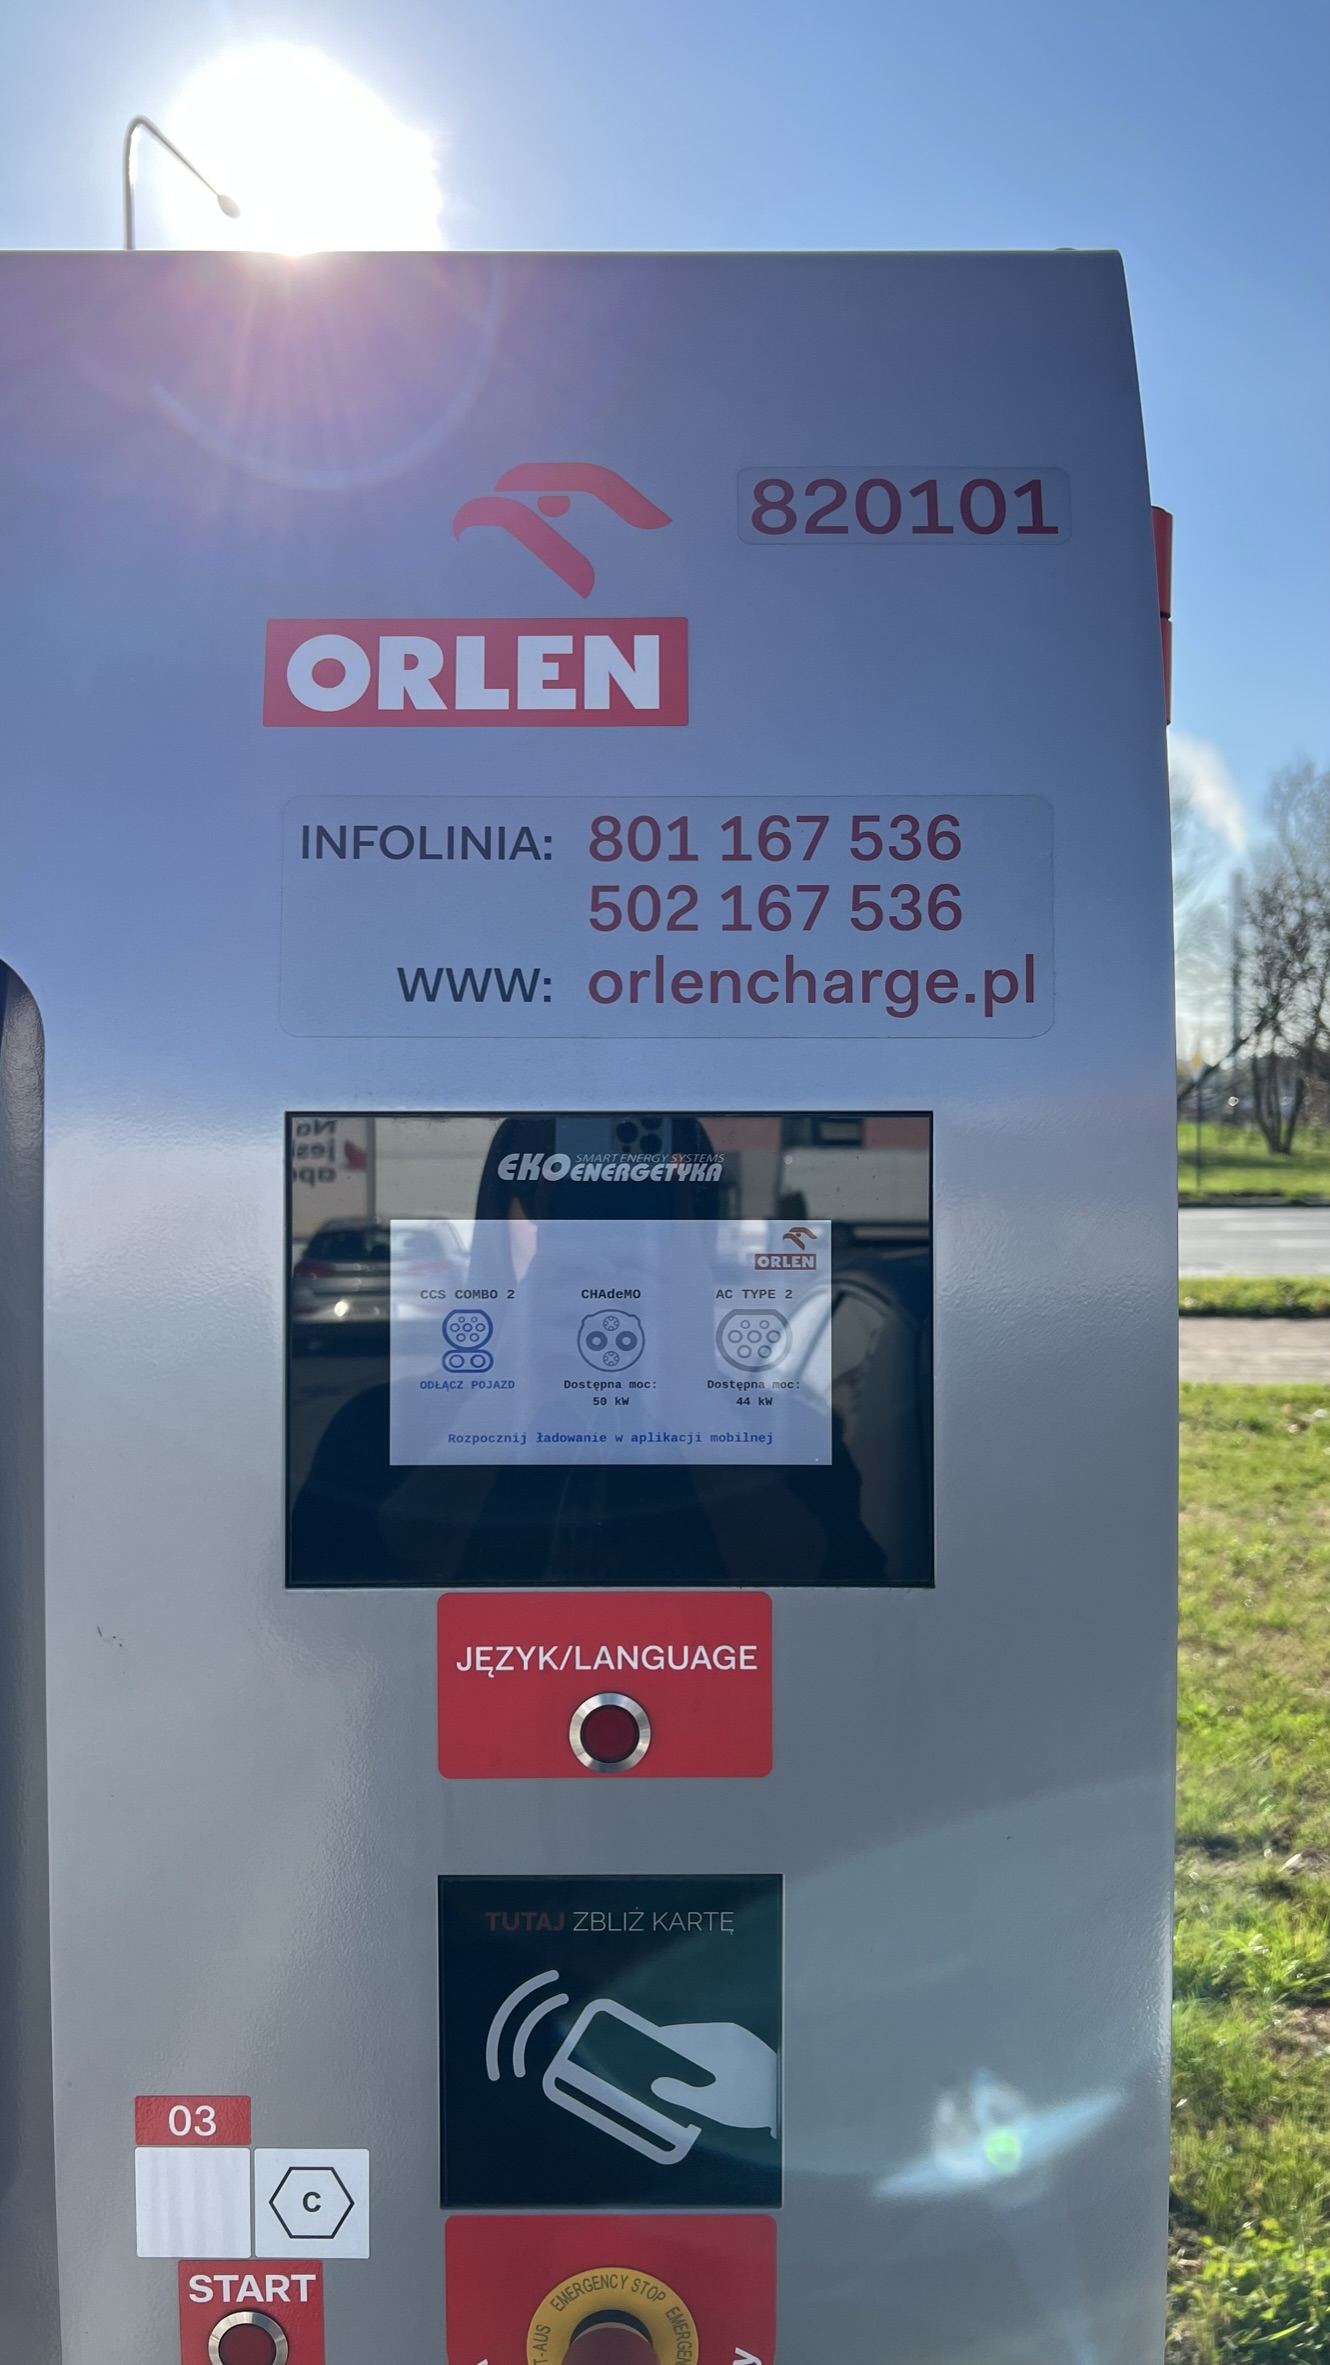 820101
ORLEN
INFOLINIA: 801 167 536
502 167 536
WWW: orlencharge.pl
SMART ENERGY SYSTEMS
EKOENERGETYKA
ORLEN
CCS COMBO 2 CHAdeMO AC TYPE 2
ODŁĄCZ POJAZD Dostępna moc: Dostępna moc:
50 kW 44 kW
Rozpocznij ładowanie w aplikacji mobilnej
JĘZYK/LANGUAGE
TUTAJ ZBLIŻ KARTĘ
03
C
START
EMERGENCY STOP